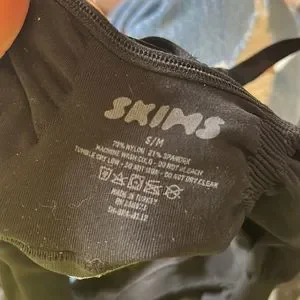 SKIMS
S/M
79% NYLON 21% SPANDEX
MACHINE WASH COLD - DO NOT BLEACH
TUMBLE DRY LOW - DO NOT IRON - DO NOT DRY CLEAN
MADE IN TURKEY